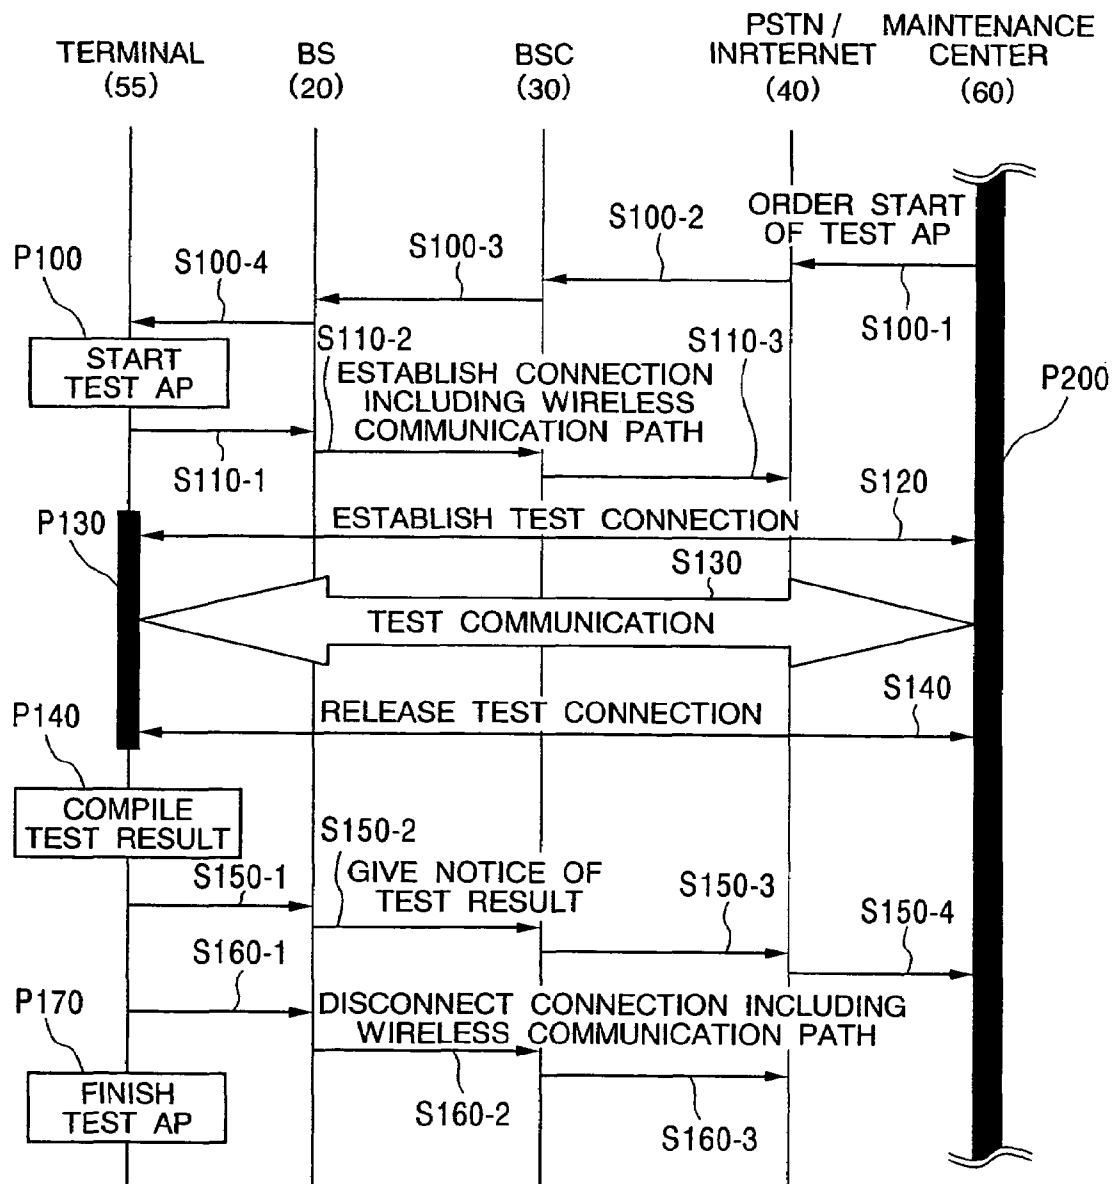 TERMINAL
(55)
BS
(20)
BSC
(30)
PSTN /
INRTERNET
(40)
MAINTENANCE
CENTER
(60)
ORDER START
OF TEST AP
S100-2
S100-3
S100-4
P100
S100-1
START
TEST AP
S110-2
S110-3
ESTABLISH CONNECTION
INCLUDING WIRELESS
COMMUNICATION PATH
P200
S110-1
S120
P130
ESTABLISH TEST CONNECTION
S130
TEST COMMUNICATION
S140
P140
RELEASE TEST CONNECTION
COMPILE
TEST RESULT
S150-2
S150-1
GIVE NOTICE OF
TEST RESULT
S150-3
S150-4
S160-1
P170
DISCONNECT CONNECTION INCLUDING
WIRELESS COMMUNICATION PATH
FINISH
TEST AP
S160-2
S160-3